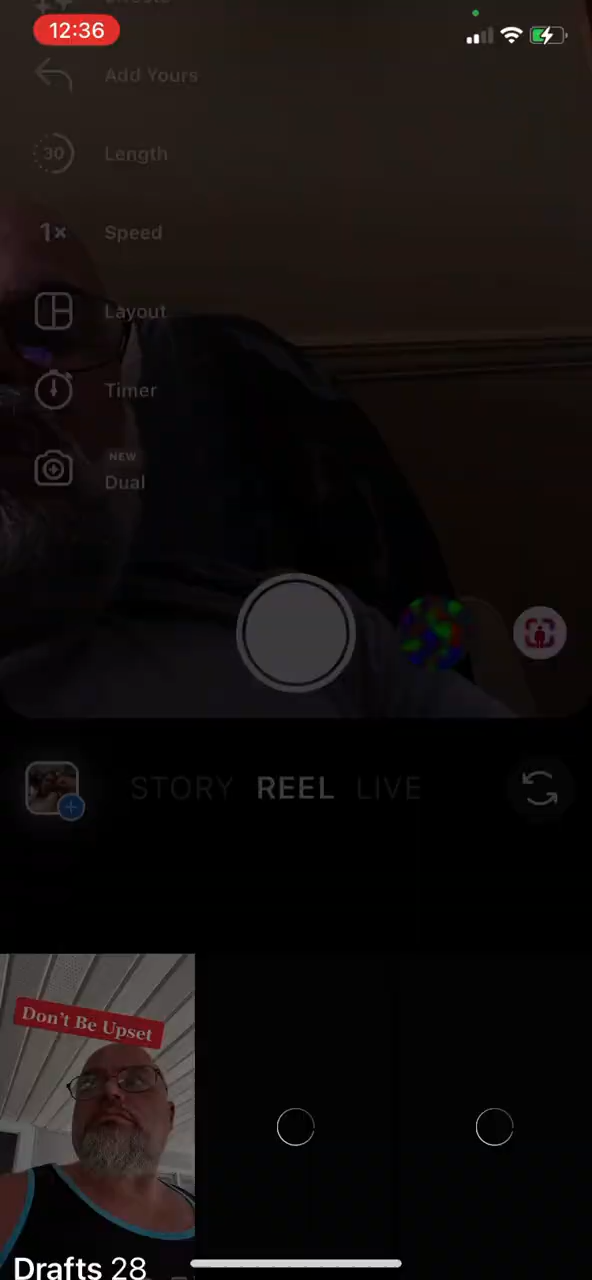 12:36
Add Yours
30
Length
1×
Speed
Layout
Timer
NEW
Dual
STORY REEL LIVE
Don't Be Upset
Drafts 28